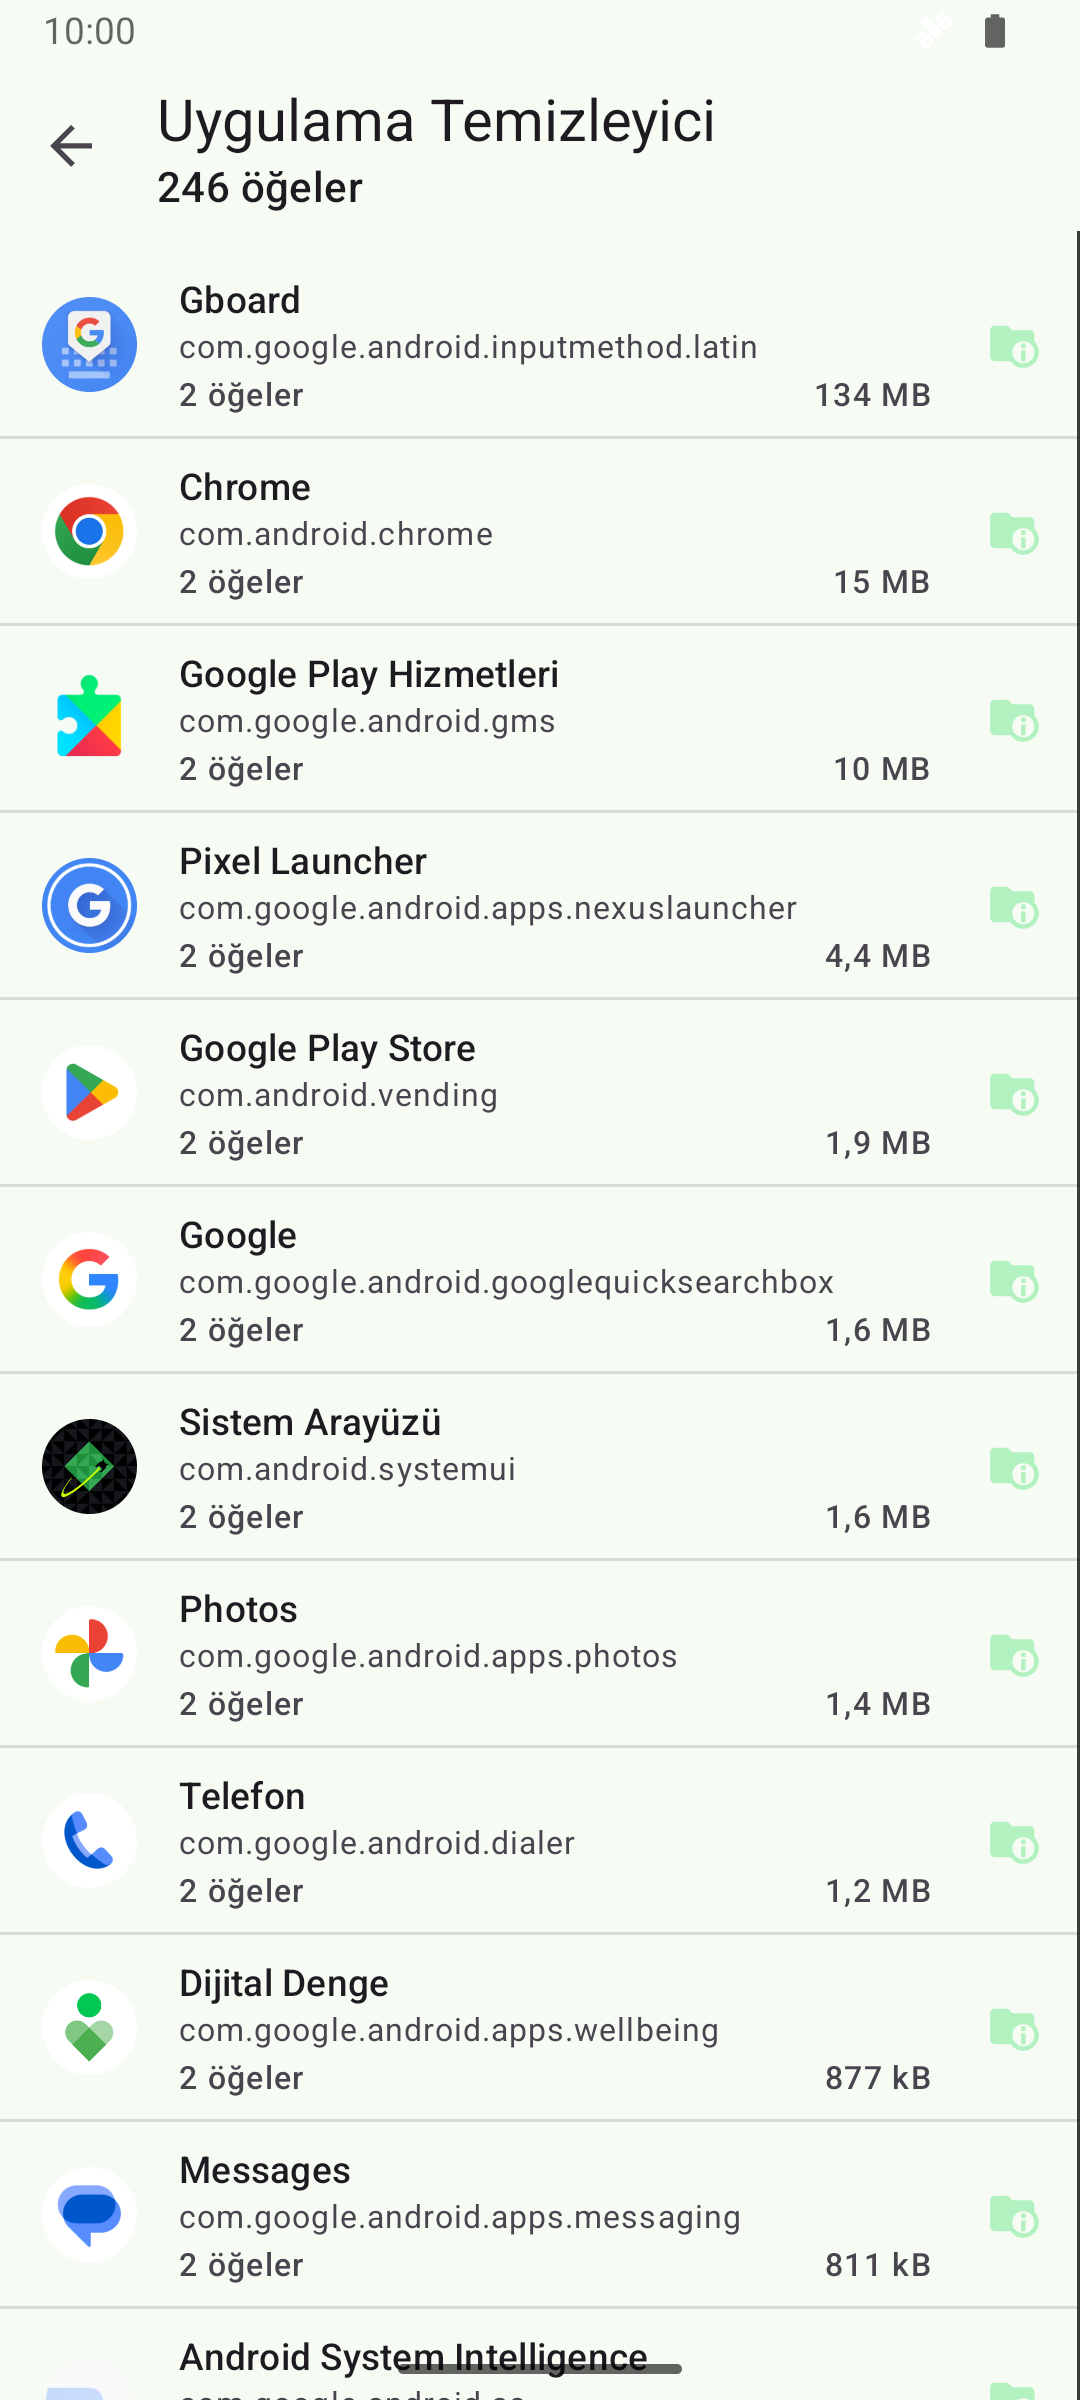 10:00
Uygulama Temizleyici
246 öğeler
Gboard
com.google.android.inputmethod.latin
2 öğeler 134 MB
Chrome
com.android.chrome
2 öğeler 15 MB
Google Play Hizmetleri
com.google.android.gms
2 öğeler 10 MB
Pixel Launcher
com.google.android.apps.nexuslauncher
2 öğeler 4,4 MB
Google Play Store
com.android.vending
2 öğeler 1,9 MB
Google
com.google.android.googlequicksearchbox
2 öğeler 1,6 MB
Sistem Arayüzü
com.android.systemui
2 öğeler 1,6 MB
Photos
com.google.android.apps.photos
2 öğeler 1,4 MB
Telefon
com.google.android.dialer
2 öğeler 1,2 MB
Dijital Denge
com.google.android.apps.wellbeing
2 öğeler 877 kB
Messages
com.google.android.apps.messaging
2 öğeler 811 kB
Android System Intelligence